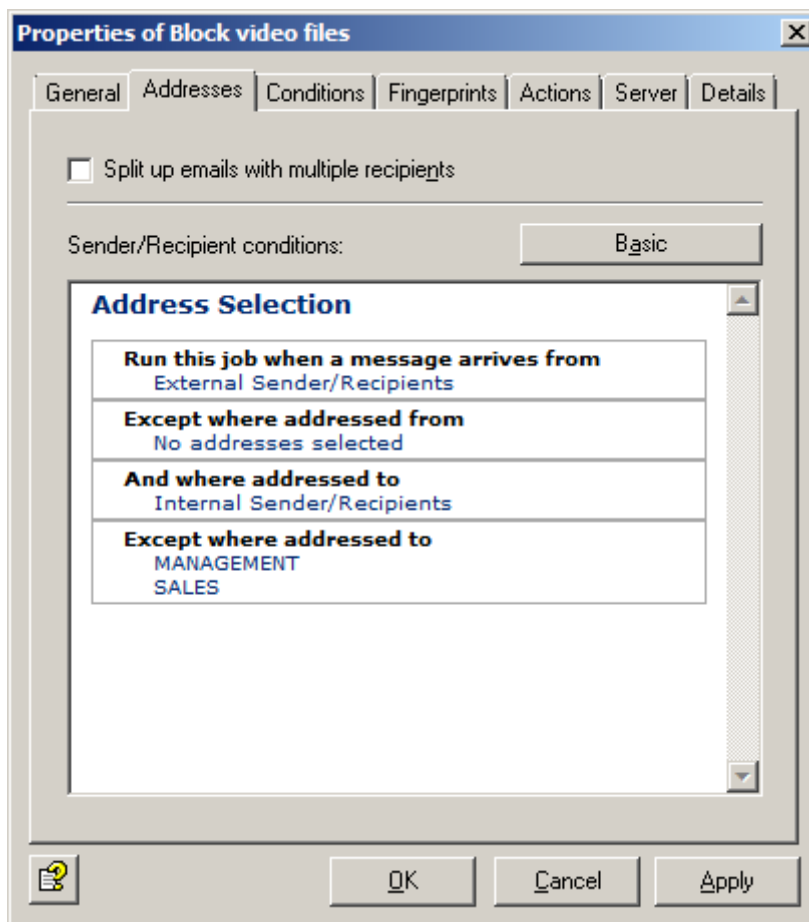 Properties of Block video files
General Addresses Conditions Fingerprints Actions Server Details
Split up emails with multiple recipients
Sender/Recipient conditions: Basic
Address Selection
Run this job when a message arrives from
External Sender/Recipients
Except where addressed from
No addresses selected
And where addressed to
Internal Sender/Recipients
Except where addressed to
MANAGEMENT
SALES
OK Cancel Apply